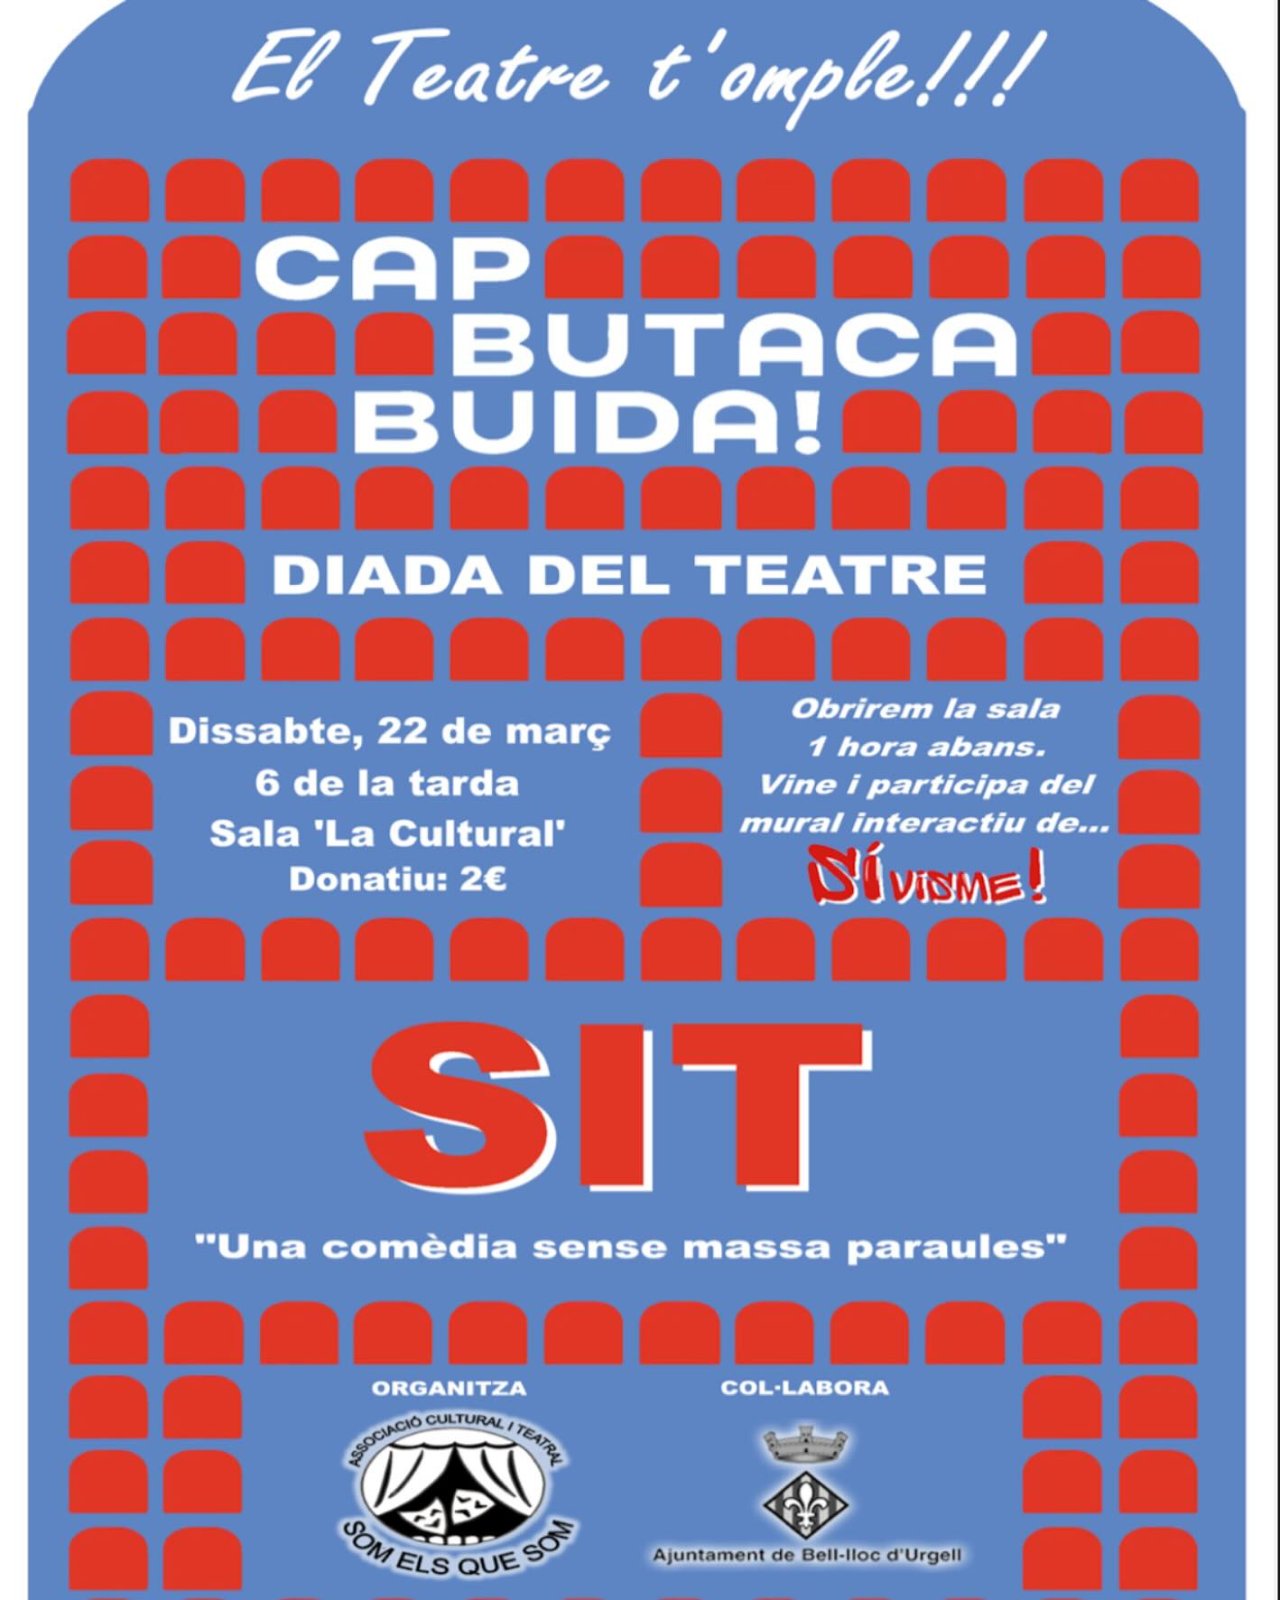 El Teatre t'omple!!!
CAP
BUTACA
BUIDA!
DIADA DEL TEATRE
Dissabte, 22 de març
6 de la tarda
Sala 'La Cultural'
Donatiu: 2€
Obrirem la sala
1 hora abans.
Vine i participa del
mural interactiu de...
SÍ VISME!
SIT
"Una comèdia sense massa paraules"
ORGANITZA
ASSOCIACIÓ CULTURAL I TEATRAL
SOM ELS QUE SOM
COL·LABORA
Ajuntament de Bell-lloc d'Urgell